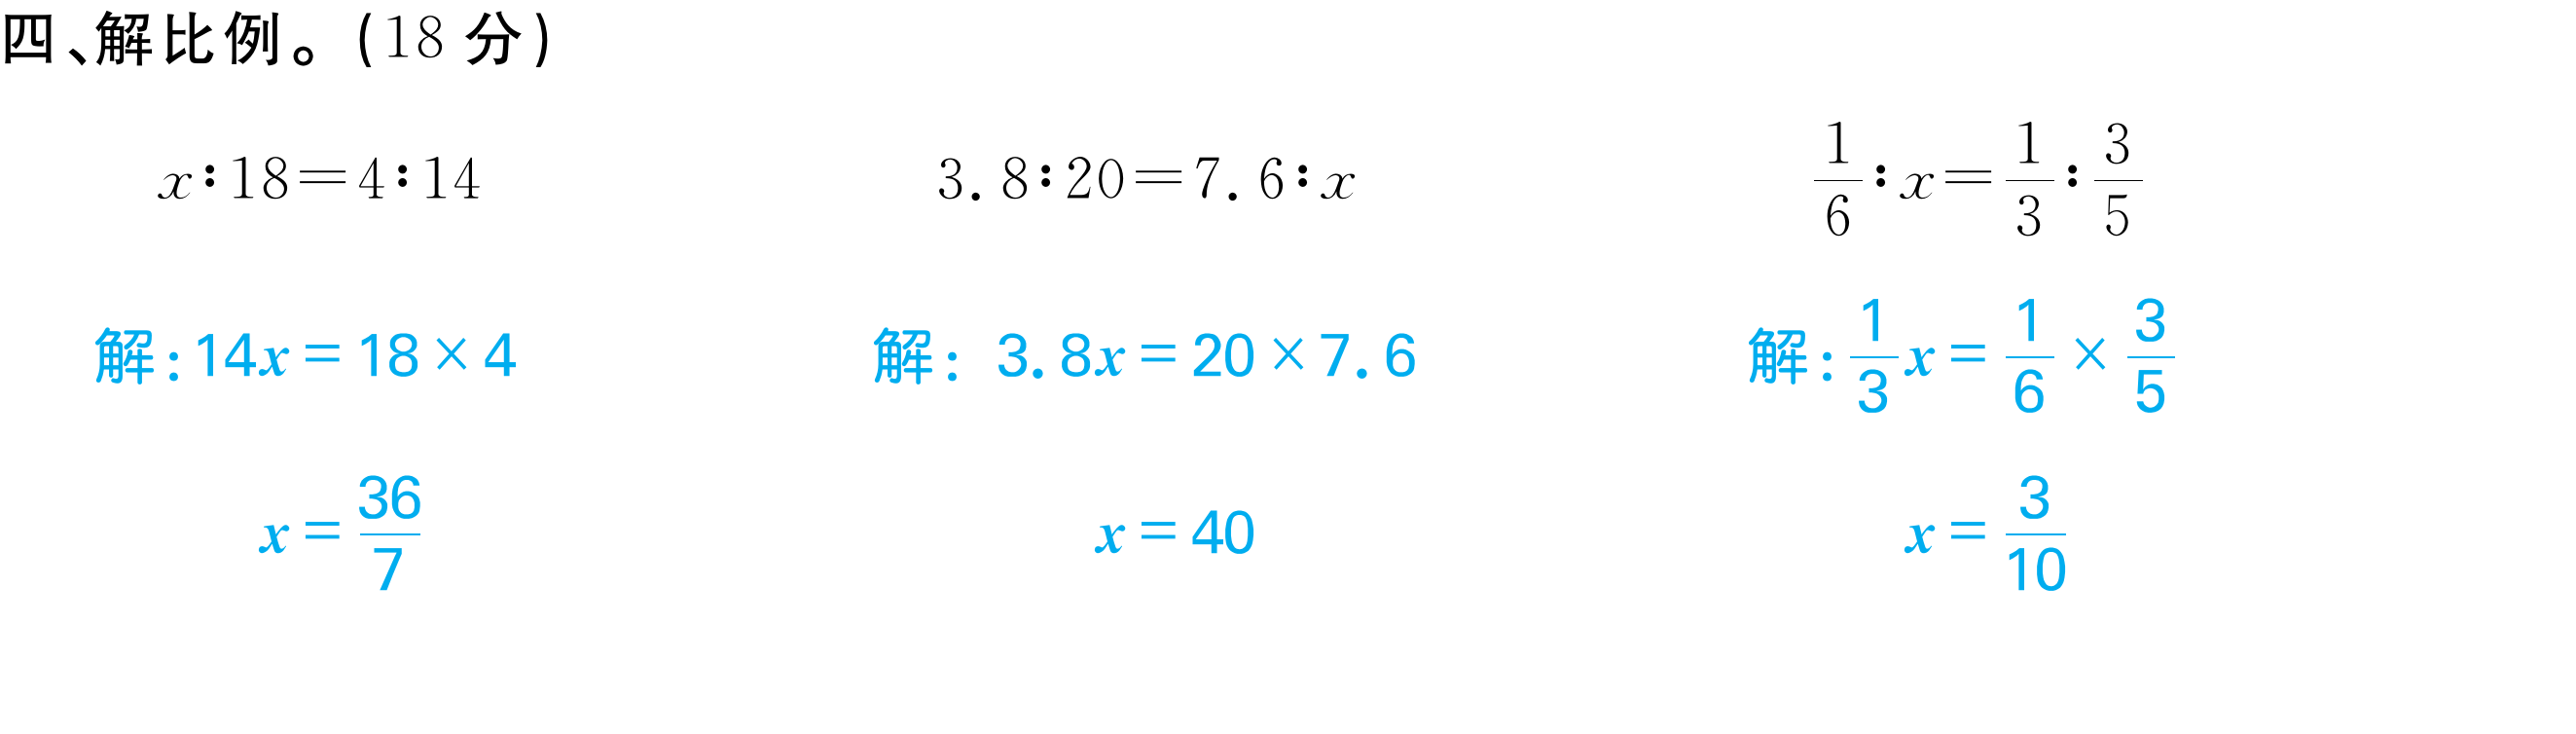 四、解比例。(18 分)
x∶18=4∶14 3.8∶20=7.6∶x 1/6∶x=1/3∶3/5
解:14x=18×4 解: 3.8x=20×7.6 解:1/3x=1/6×3/5
x=36/7 x=40 x=3/10